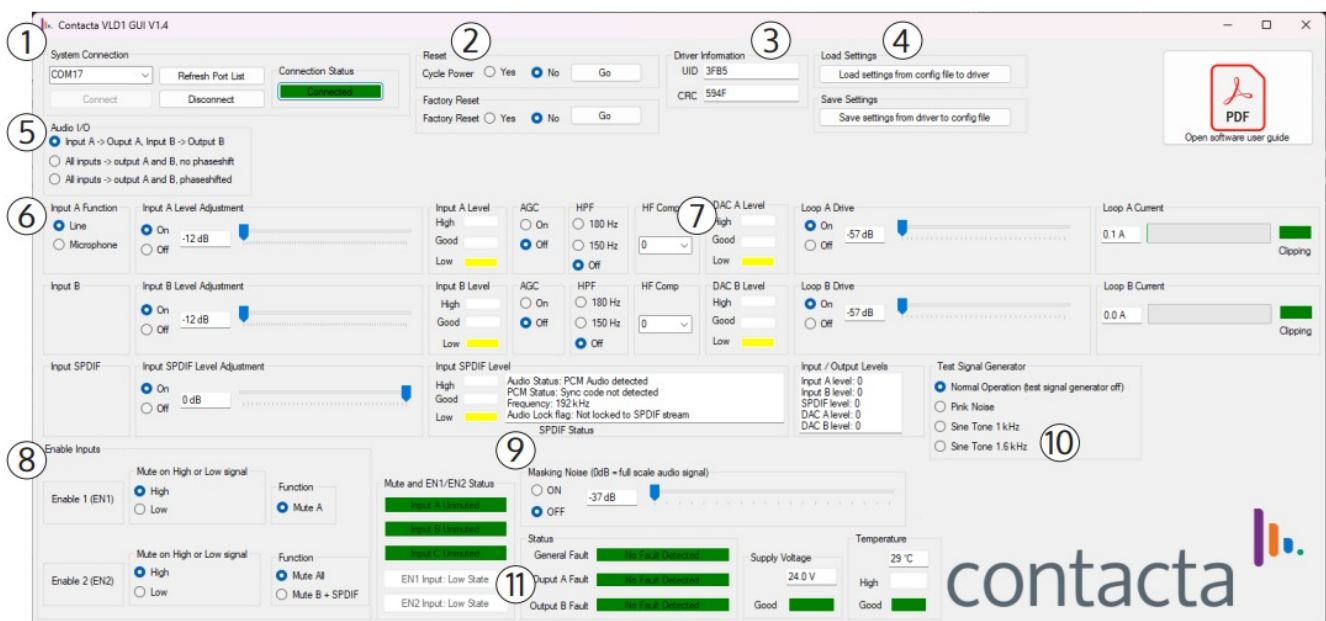 Contacta VLD1 GUI V1.4
1
System Connection
COM17
Refresh Port List
Connect
Disconnect
Connection Status
Connected
2
Reset
Cycle Power Yes No Go
Factory Reset
Factory Reset Yes No Go
3
Driver Information
UID 3FB5
CRC 594F
4
Load Settings
Load settings from config file to driver
Save Settings
Save settings from driver to config file
PDF
Open software user guide
5
Audio I/O
Input A -> Ouput A, Input B -> Output B
All inputs -> output A and B, no phaseshift
All inputs -> output A and B, phaseshifted
6
Input A Function
Line
Microphone
Input A Level Adjustment
On
Off
-12 dB
Input A Level
High
Good
Low
AGC
On
Off
HPF
180 Hz
150 Hz
Off
HF Comp
0
7
DAC A Level
High
Good
Low
Loop A Drive
On
Off
-57 dB
Loop A Current
0.1 A
Clipping
Input B
Input B Level Adjustment
On
Off
-12 dB
Input B Level
High
Good
Low
AGC
On
Off
HPF
180 Hz
150 Hz
Off
HF Comp
0
DAC B Level
High
Good
Low
Loop B Drive
On
Off
-57 dB
Loop B Current
0.0 A
Clipping
Input SPDIF
Input SPDIF Level Adjustment
On
Off
0 dB
Input SPDIF Level
High
Good
Low
Audio Status: PCM Audio detected
PCM Status: Sync code not detected
Frequency: 192 kHz
Audio Lock flag: Not locked to SPDIF stream
SPDIF Status
Input / Output Levels
Input A level: 0
Input B level: 0
SPDIF level: 0
DAC A level: 0
DAC B level: 0
Test Signal Generator
Normal Operation (test signal generator off)
Pink Noise
Sine Tone 1 kHz
Sine Tone 1.6 kHz
10
8
Enable Inputs
Enable 1 (EN1)
Mute on High or Low signal
High
Low
Function
Mute A
Enable 2 (EN2)
Mute on High or Low signal
High
Low
Function
Mute All
Mute B + SPDIF
Mute and EN1/EN2 Status
Input A Unmuted
Input B Unmuted
Input C Unmuted
EN1 Input: Low State
EN2 Input: Low State
9
Masking Noise (0dB = full scale audio signal)
ON
OFF
-37 dB
11
Status
General Fault No Fault Detected
Ouput A Fault No Fault Detected
Output B Fault No Fault Detected
Supply Voltage
24.0 V
Good
Temperature
29 °C
High
Good
contacta